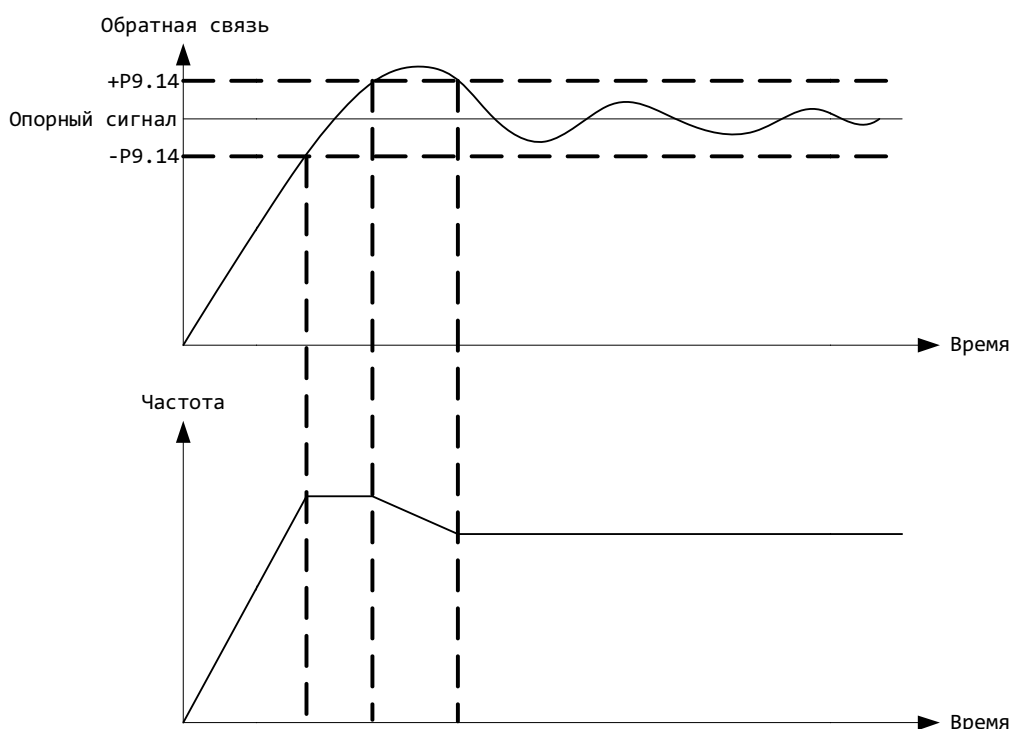 Обратная связь
+P9.14
Опорный сигнал
-P9.14
Время
Частота
Время